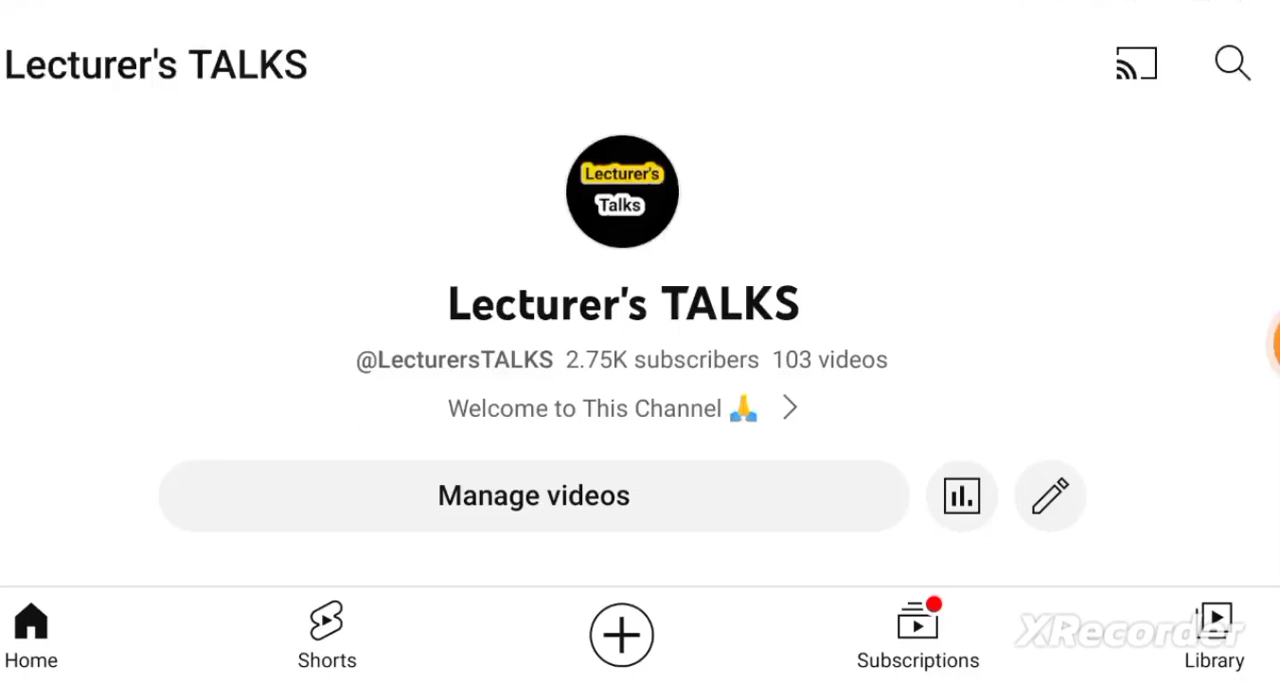 Lecturer's TALKS
Lecturer's
Talks
Lecturer's TALKS
@LecturersTALKS 2.75K subscribers 103 videos
Welcome to This Channel 🙏
Manage videos
Home Shorts Subscriptions Library
XRecorder